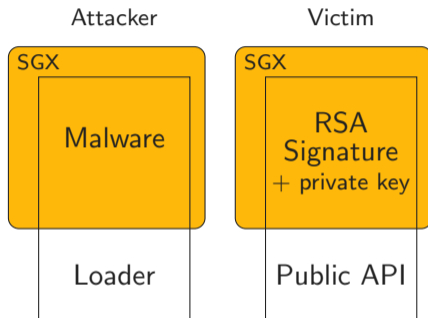 Attacker
SGX
Malware
Loader
Victim
SGX
RSA
Signature
+ private key
Public API